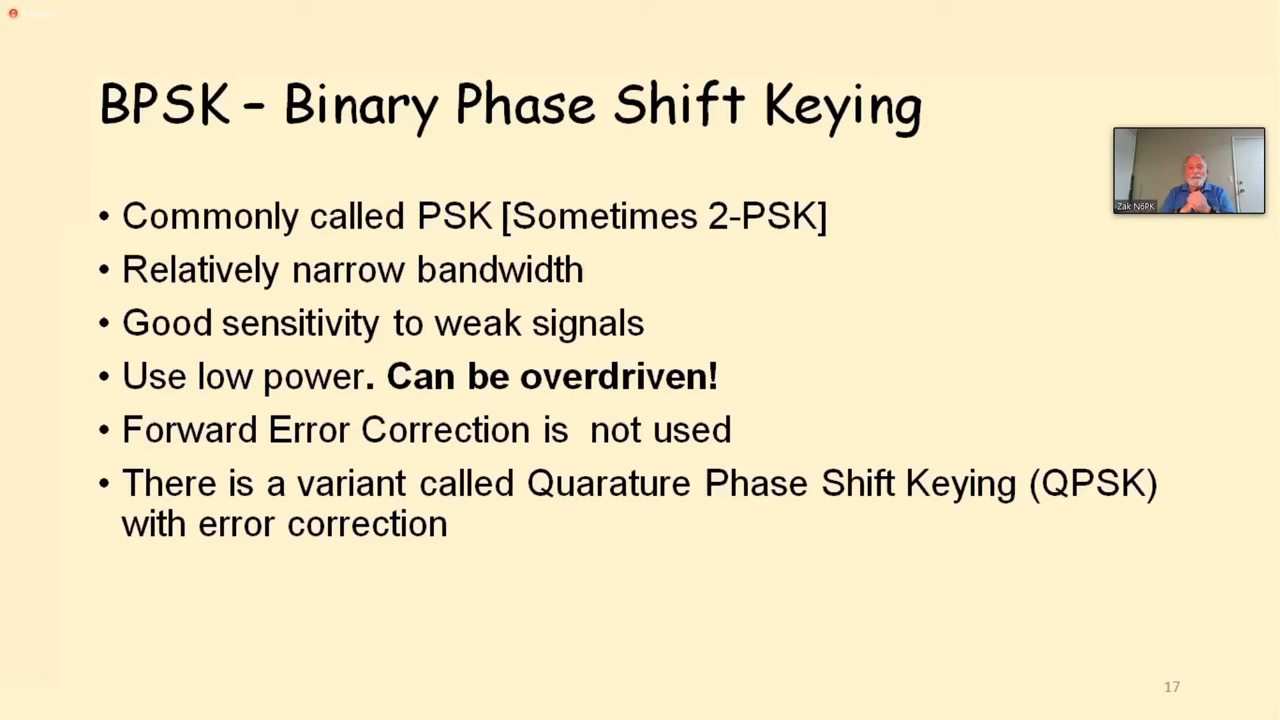 BPSK – Binary Phase Shift Keying
• Commonly called PSK [Sometimes 2-PSK]
• Relatively narrow bandwidth
• Good sensitivity to weak signals
• Use low power. Can be overdriven!
• Forward Error Correction is not used
• There is a variant called Quarature Phase Shift Keying (QPSK)
with error correction
Zak N6PK
17